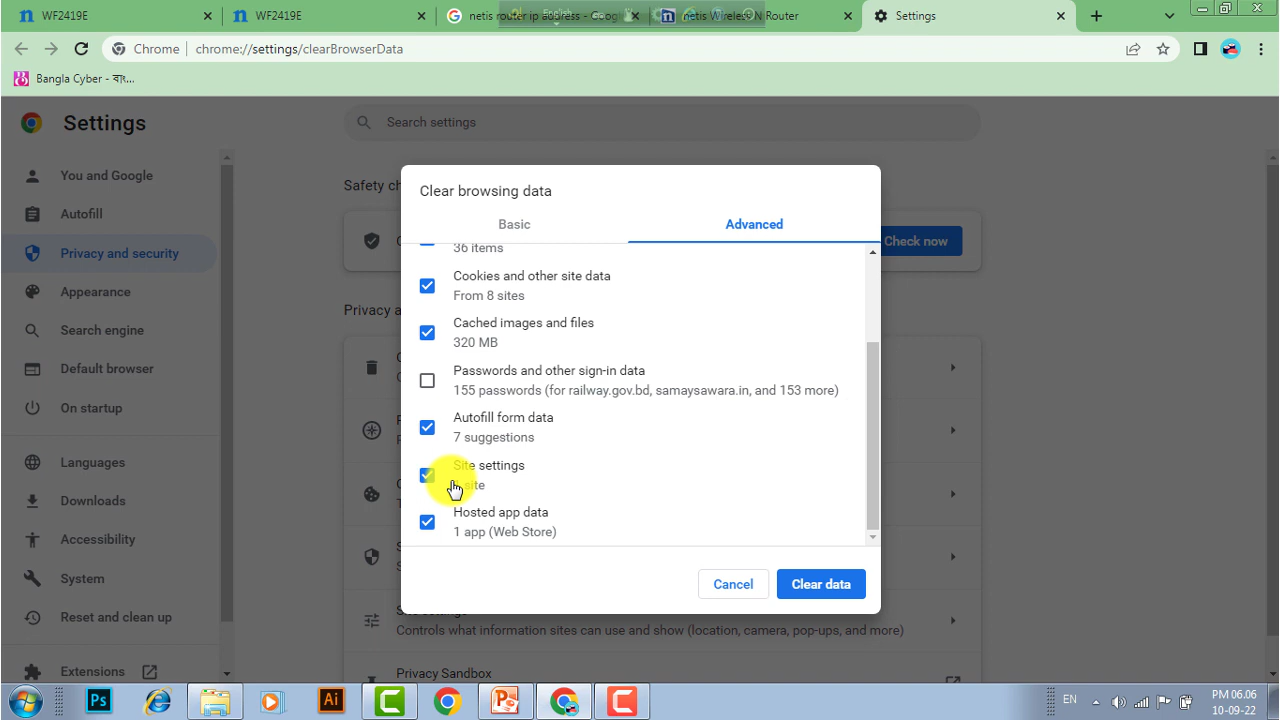 WF2419E
WF2419E
netis router ip address - Goog
English
netis Wireless N Router
Settings
Chrome chrome://settings/clearBrowserData
Bangla Cyber - বাং...
Settings
Search settings
You and Google
Autofill
Privacy and security
Appearance
Search engine
Default browser
On startup
Languages
Downloads
Accessibility
System
Reset and clean up
Extensions
Safety ch
Check now
Privacy a
Clear browsing data
Basic Advanced
36 items
Cookies and other site data
From 8 sites
Cached images and files
320 MB
Passwords and other sign-in data
155 passwords (for railway.gov.bd, samaysawara.in, and 153 more)
Autofill form data
7 suggestions
Site settings
site
Hosted app data
1 app (Web Store)
Cancel Clear data
Controls what information sites can use and show (location, camera, pop-ups, and more)
Privacy Sandbox
Ps
Ai
EN
PM 06.06
10-09-22